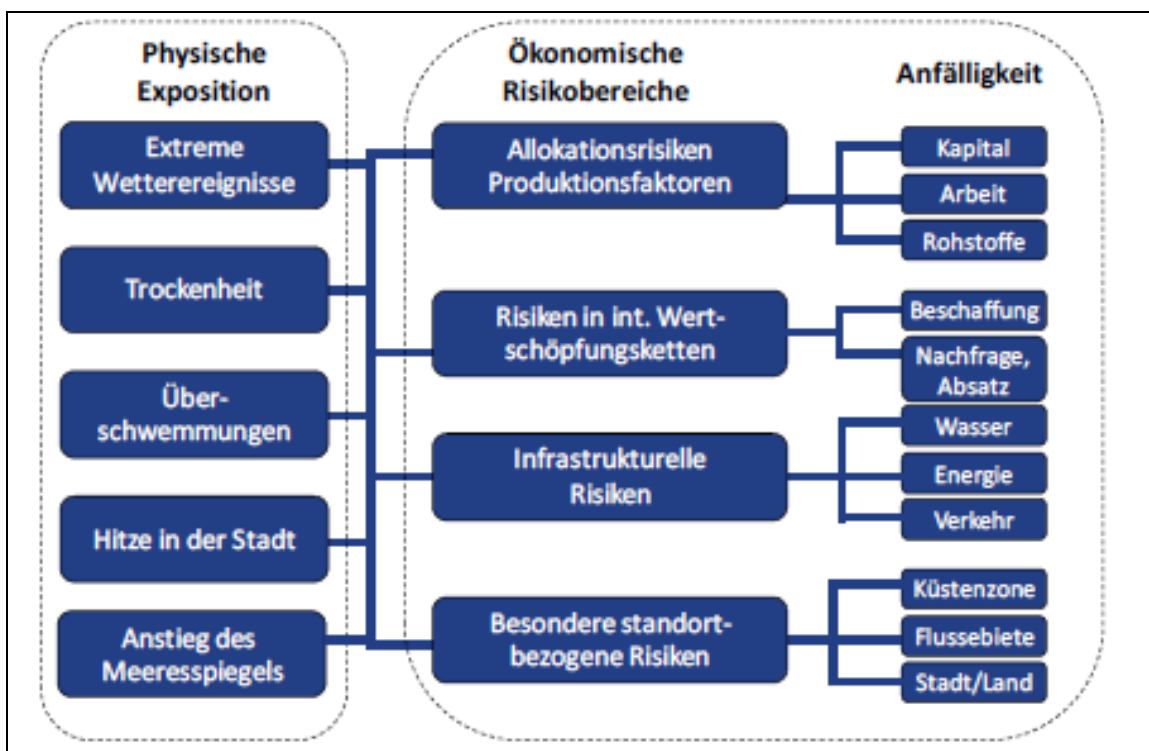 Physische
Exposition
Extreme
Wetterereignisse
Trockenheit
Über-
schwemmungen
Hitze in der Stadt
Anstieg des
Meeresspiegels
Ökonomische
Risikobereiche
Anfälligkeit
Allokationsrisiken
Produktionsfaktoren
Kapital
Arbeit
Rohstoffe
Risiken in int. Wert-
schöpfungsketten
Beschaffung
Nachfrage,
Absatz
Infrastrukturelle
Risiken
Wasser
Energie
Verkehr
Besondere standort-
bezogene Risiken
Küstenzone
Flussebiete
Stadt/Land